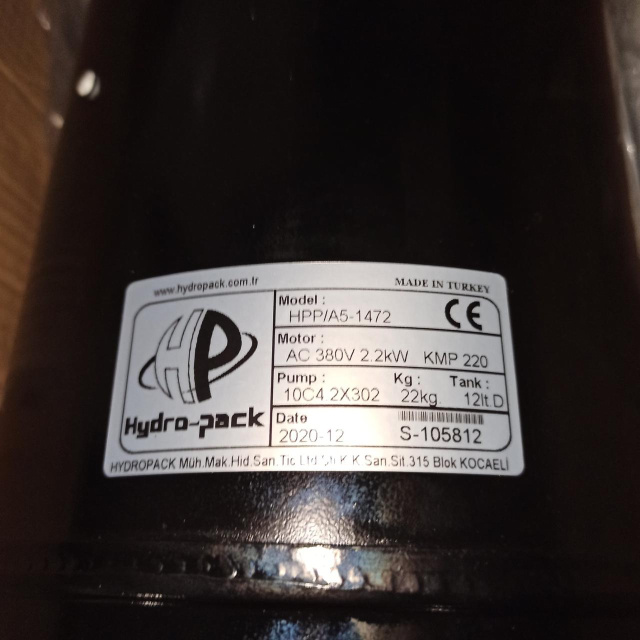 www.hydropack.com.tr MADE IN TURKEY
HP
Hydro-pack
Model :
HPP/A5-1472 CE
Motor :
AC 380V 2.2kW KMP 220
Pump : Kg : Tank :
10C4 2X302 22kg 12lt D
Date
2020-12 S-105812
HYDROPACK Müh.Mak.Hid.San.Tic.Ltd. K.K San.Sit.315 Blok KOCAELİ